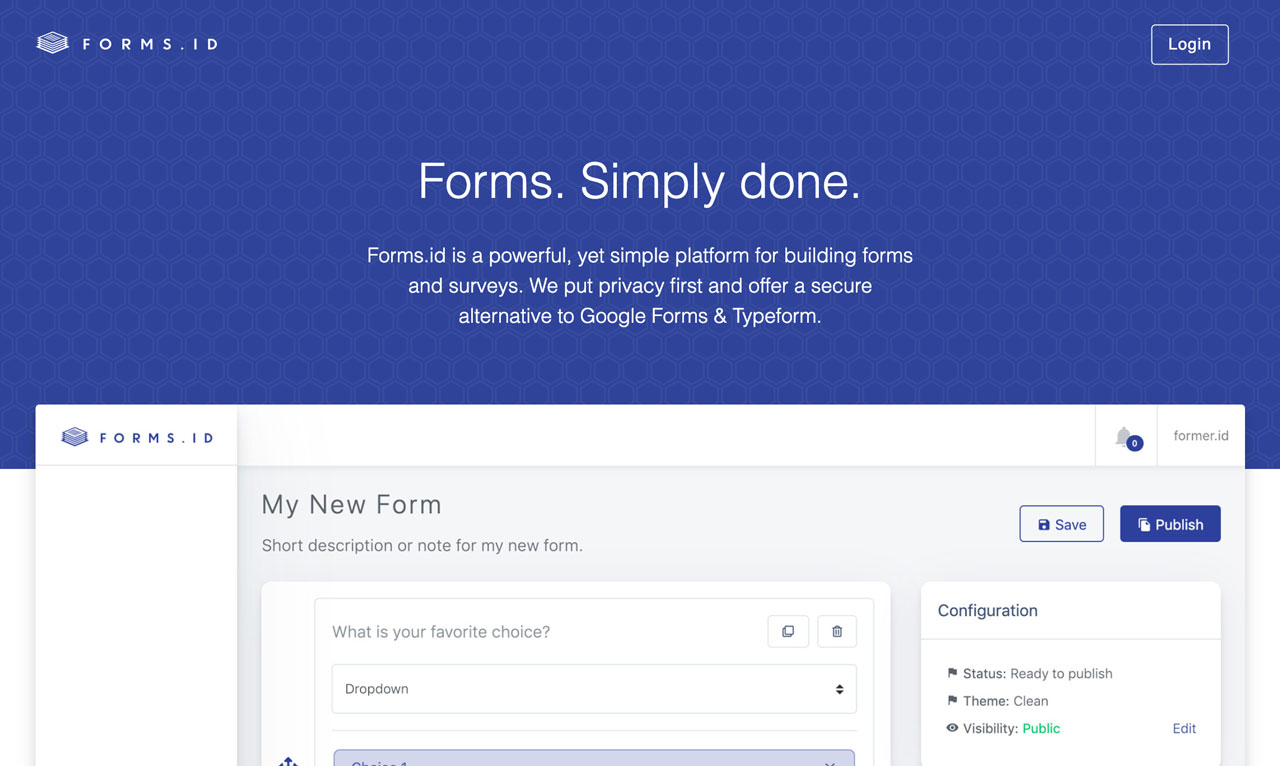 FORMS.ID
Login
Forms. Simply done.
Forms.id is a powerful, yet simple platform for building forms
and surveys. We put privacy first and offer a secure
alternative to Google Forms & Typeform.
FORMS.ID
0
former.id
My New Form
Short description or note for my new form.
Save
Publish
What is your favorite choice?
Dropdown
Choice 1
Configuration
Status: Ready to publish
Theme: Clean
Visibility: Public
Edit